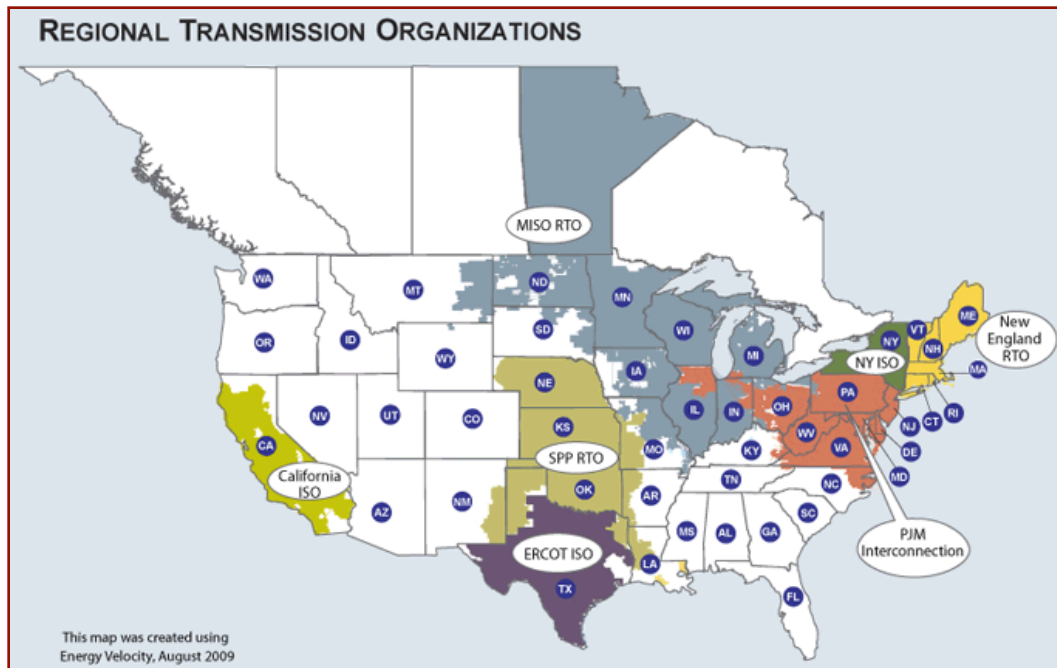 REGIONAL TRANSMISSION ORGANIZATIONS
MISO RTO
WA
MT
ND
MN
ME
OR
ID
SD
WI
VT
NY
NH
New
England
RTO
WY
MI
NY ISO
MA
IA
NE
PA
NV
UT
CO
IL
IN
OH
RI
CT
NJ
KS
WV
DE
CA
MO
KY
VA
MD
SPP RTO
California
ISO
TN
NC
OK
AR
NM
AZ
SC
MS
AL
GA
PJM
Interconnection
ERCOT ISO
LA
TX
FL
This map was created using
Energy Velocity, August 2009